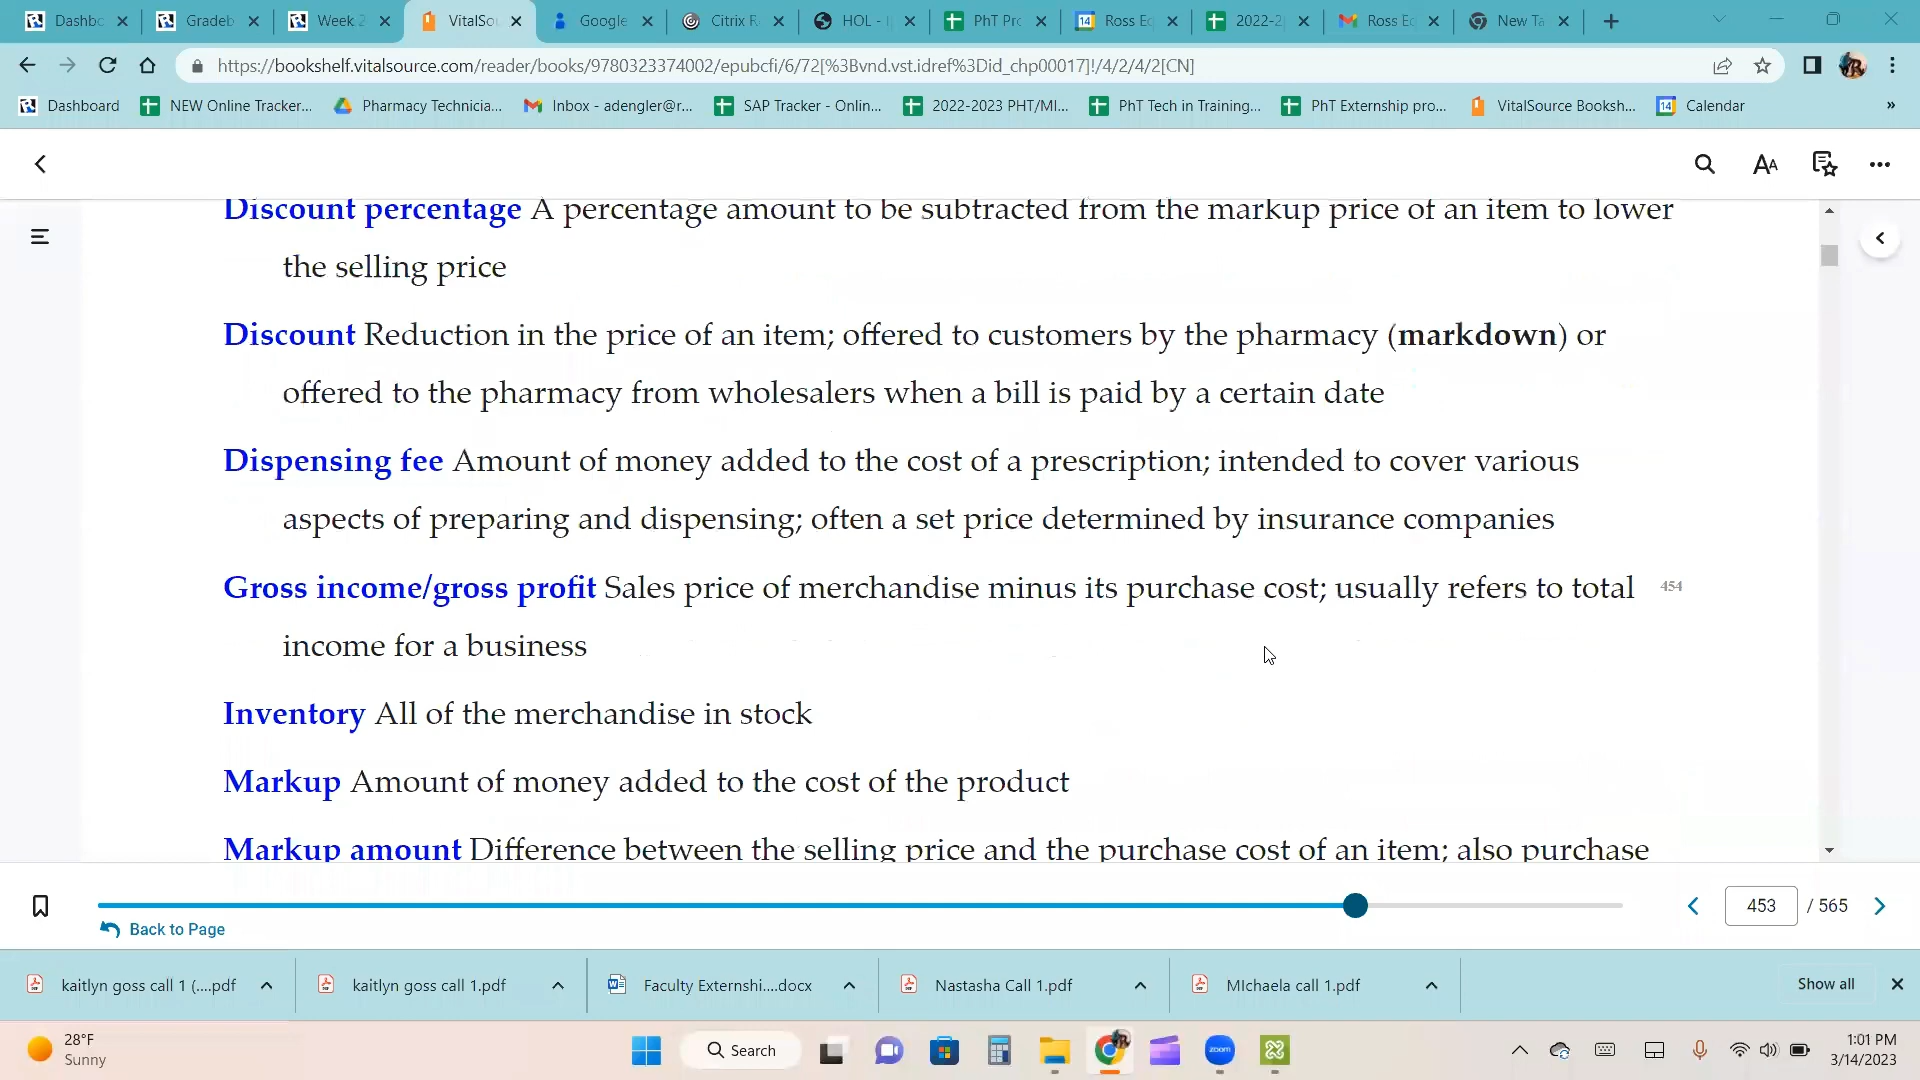 Dashbo
Gradeb
Week 2
VitalSou
Google
Citrix R
HOL -
PhT Pro
Ross Eq
2022-2
Ross Eq
New Ta
https://bookshelf.vitalsource.com/reader/books/9780323374002/epubcfi/6/72[%3Bvnd.vst.idref%3Did_chp00017]!/4/2/4/2[CN]
Dashboard
NEW Online Tracker...
Pharmacy Technicia...
Inbox - adengler@r...
SAP Tracker - Onlin...
2022-2023 PHT/MI...
PhT Tech in Training...
PhT Externship pro...
VitalSource Booksh...
Calendar
»
AA
Discount percentage A percentage amount to be subtracted from the markup price of an item to lower
the selling price
Discount Reduction in the price of an item; offered to customers by the pharmacy (markdown) or
offered to the pharmacy from wholesalers when a bill is paid by a certain date
Dispensing fee Amount of money added to the cost of a prescription; intended to cover various
aspects of preparing and dispensing; often a set price determined by insurance companies
Gross income/gross profit Sales price of merchandise minus its purchase cost; usually refers to total 454
income for a business
Inventory All of the merchandise in stock
Markup Amount of money added to the cost of the product
Markup amount Difference between the selling price and the purchase cost of an item; also purchase
453 / 565
Back to Page
kaitlyn goss call 1 (....pdf
kaitlyn goss call 1.pdf
Faculty Externshi....docx
Nastasha Call 1.pdf
MIchaela call 1.pdf
Show all
28°F
Sunny
Search
zoom
1:01 PM
3/14/2023